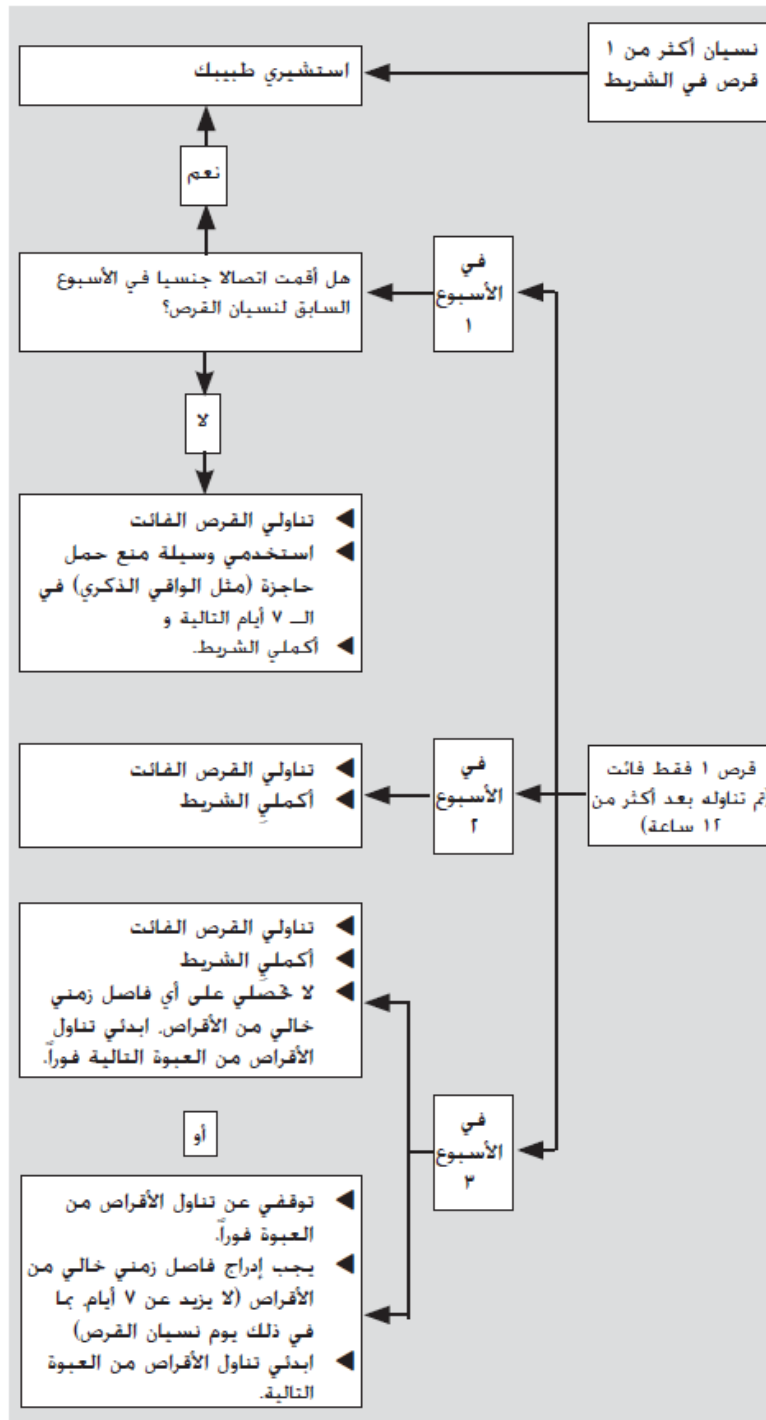 نسيان أكثر من ١
قرص في الشريط
استشيري طبيبك
نعم
في
الأسبوع
١
هل أقمت اتصالا جنسيا في الأسبوع
السابق لنسيان القرص؟
لا
◀ تناولي القرص الفائت
◀ استخدمي وسيلة منع حمل
حاجزة (مثل الواقي الذكري) في
الـ ٧ أيام التالية و
◀ أكملي الشريط.
قرص ١ فقط فائت
تم تناوله بعد أكثر من
١٢ ساعة)
في
الأسبوع
٢
◀ تناولي القرص الفائت
◀ أكملي الشريط
في
الأسبوع
٣
◀ تناولي القرص الفائت
◀ أكملي الشريط
◀ لا تحصلي على أي فاصل زمني
خالي من الأقراص. ابدئي تناول
الأقراص من العبوة التالية فوراً.
أو
◀ توقفي عن تناول الأقراص من
العبوة فوراً.
◀ يجب إدراج فاصل زمني خالي من
الأقراص (لا يزيد عن ٧ أيام، بما
في ذلك يوم نسيان القرص)
◀ ابدئي تناول الأقراص من العبوة
التالية.